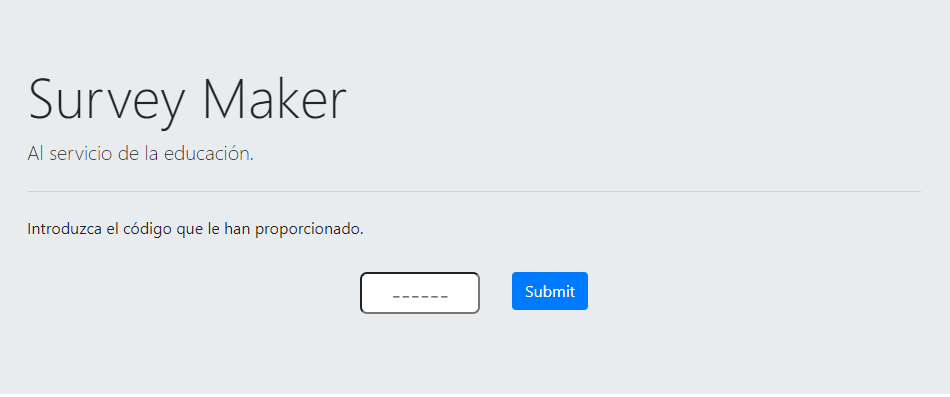 Survey Maker
Al servicio de la educación.
Introduzca el código que le han proporcionado.
______ Submit